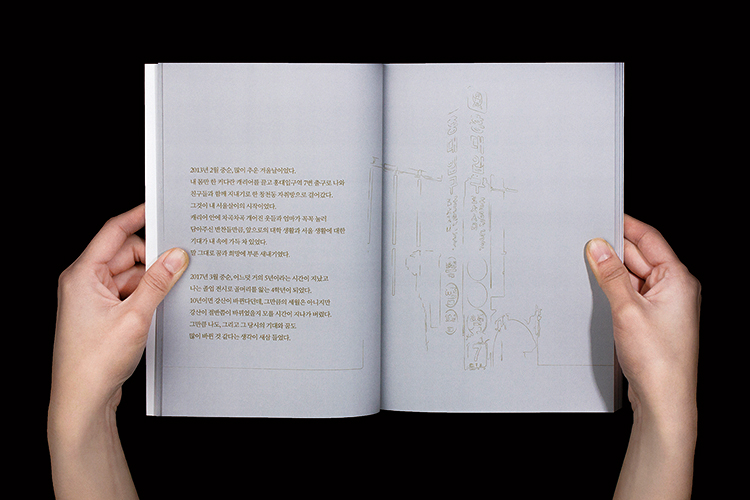 2013년 2월 중순, 많이 추운 겨울날이었다.
내 몸만 한 키다란 캐리어를 끌고 홍대입구역 7번 출구로 나와
친구들과 함께 지내기로 한 창전동 자취방으로 걸어갔다.
그것이 내 서울살이의 시작이었다.
캐리어 안에 차곡차곡 개어진 옷들과 엄마가 꼭꼭 눌러
담아주신 반찬들만큼, 앞으로의 대학 생활과 서울 생활에 대한
기대가 내 속에 가득 차 있었다.
말 그대로 꿈과 희망에 부푼 새내기였다.
2017년 3월 중순, 어느덧 거의 5년이라는 시간이 지났고
나는 졸업 전시로 골머리를 앓는 4학년이 되었다.
10년이면 강산이 바뀐다던데, 그만큼의 세월은 아니지만
강산이 절반쯤이 바뀌었을지 모를 시간이 지나가 버렸다.
그만큼 나도, 그리고 그 당시의 기대와 꿈도
많이 바뀐 것 같다는 생각이 새삼 들었다.